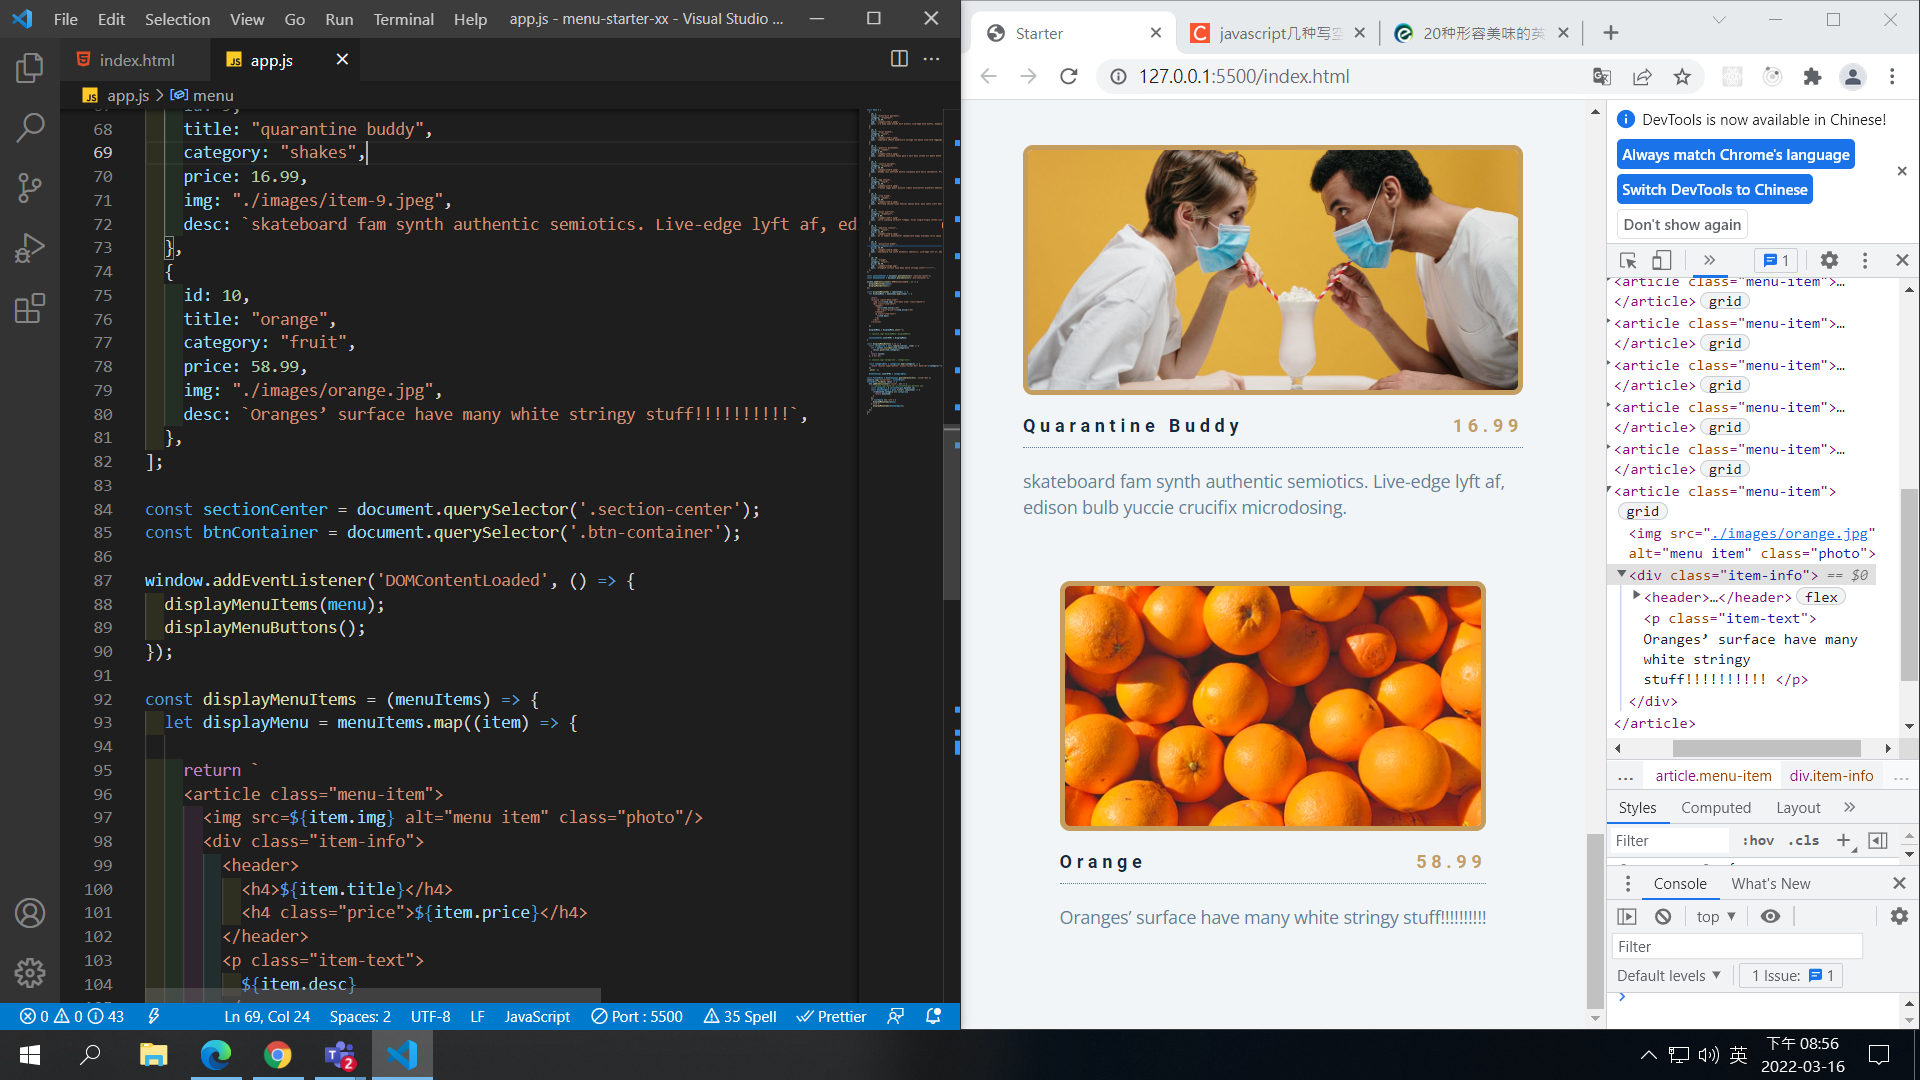 File Edit Selection View Go Run Terminal Help app.js - menu-starter-xx - Visual Studio ...
index.html
app.js
app.js > menu
68 title: "quarantine buddy",
69 category: "shakes",
70 price: 16.99,
71 img: "./images/item-9.jpeg",
72 desc: `skateboard fam synth authentic semiotics. Live-edge lyft af, ed
73 },
74 {
75 id: 10,
76 title: "orange",
77 category: "fruit",
78 price: 58.99,
79 img: "./images/orange.jpg",
80 desc: `Oranges’ surface have many white stringy stuff!!!!!!!!!!`,
81 },
82 ];
83
84 const sectionCenter = document.querySelector('.section-center');
85 const btnContainer = document.querySelector('.btn-container');
86
87 window.addEventListener('DOMContentLoaded', () => {
88 displayMenuItems(menu);
89 displayMenuButtons();
90 });
91
92 const displayMenuItems = (menuItems) => {
93 let displayMenu = menuItems.map((item) => {
94
95 return `
96 <article class="menu-item">
97 <img src=${item.img} alt="menu item" class="photo"/>
98 <div class="item-info">
99 <header>
100 <h4>${item.title}</h4>
101 <h4 class="price">${item.price}</h4>
102 </header>
103 <p class="item-text">
104 ${item.desc}
0 0 43 Ln 69, Col 24 Spaces: 2 UTF-8 LF JavaScript Port : 5500 35 Spell Prettier
Starter
javascript几种写空
20种形容美味的英
127.0.0.1:5500/index.html
Quarantine Buddy 16.99
skateboard fam synth authentic semiotics. Live-edge lyft af,
edison bulb yuccie crucifix microdosing.
Orange 58.99
Oranges’ surface have many white stringy stuff!!!!!!!!!!
DevTools is now available in Chinese!
Always match Chrome's language
Switch DevTools to Chinese
Don't show again
1
<article class="menu-item">…
</article> grid
<article class="menu-item">…
</article> grid
<article class="menu-item">…
</article> grid
<article class="menu-item">…
</article> grid
<article class="menu-item">…
</article> grid
<article class="menu-item">
grid
<img src="./images/orange.jpg"
alt="menu item" class="photo">
<div class="item-info"> == $0
<header>…</header> flex
<p class="item-text">
Oranges’ surface have many
white stringy
stuff!!!!!!!!!! </p>
</div>
</article>
... article.menu-item div.item-info ...
Styles Computed Layout
Filter :hov .cls
Console What's New
top
Filter
Default levels 1 Issue: 1
2
英
下午 08:56
2022-03-16